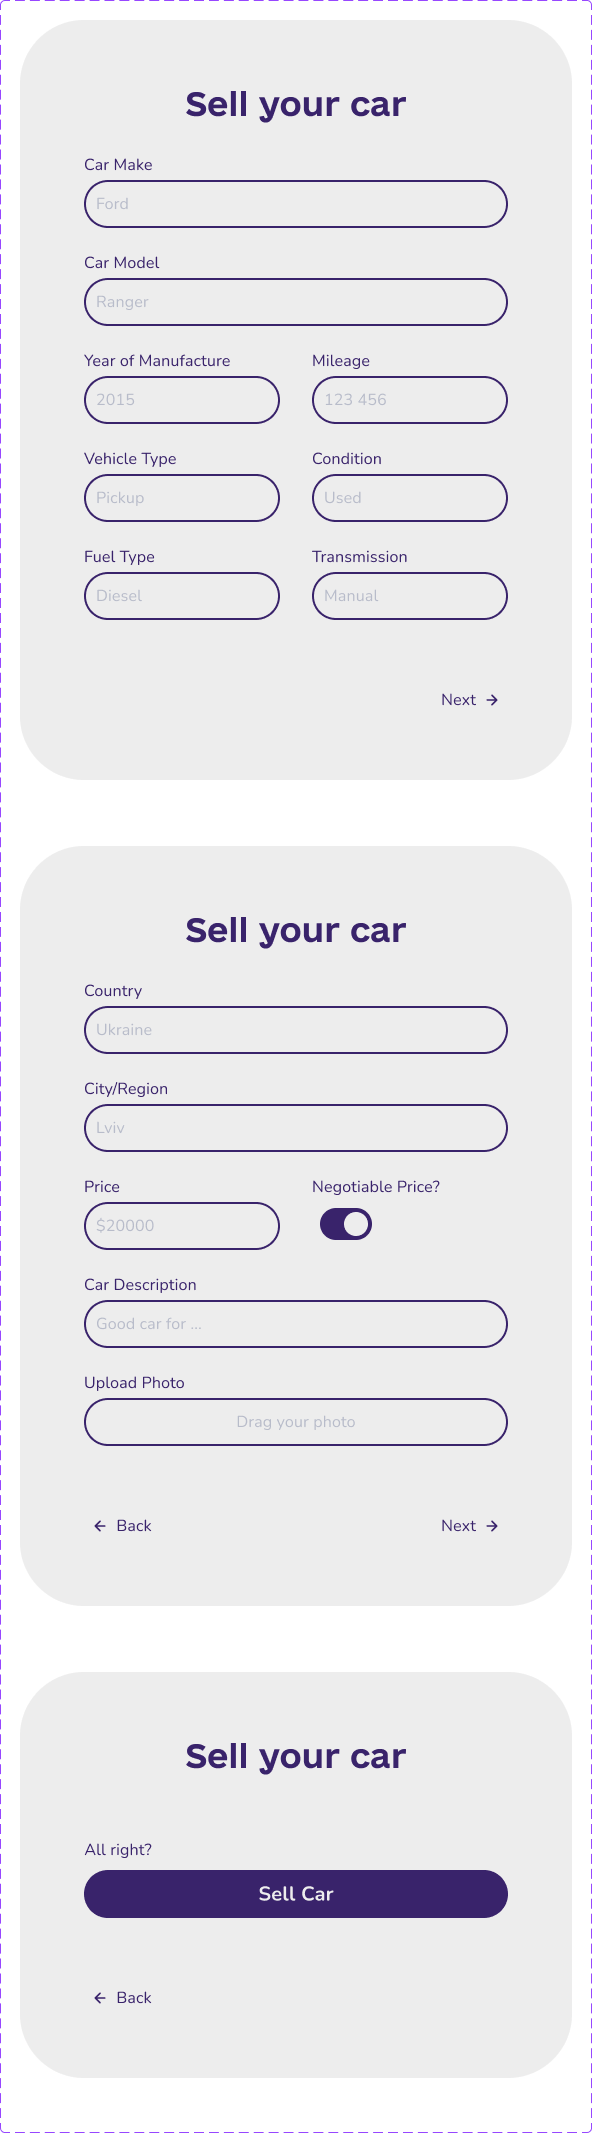 Sell your car
Car Make
Ford
Car Model
Ranger
Year of Manufacture
Mileage
2015
123 456
Vehicle Type
Condition
Pickup
Used
Fuel Type
Transmission
Diesel
Manual
Next
Sell your car
Country
Ukraine
City/Region
Lviv
Price
Negotiable Price?
$20000
Car Description
Good car for ...
Upload Photo
Drag your photo
Back
Next
Sell your car
All right?
Sell Car
Back